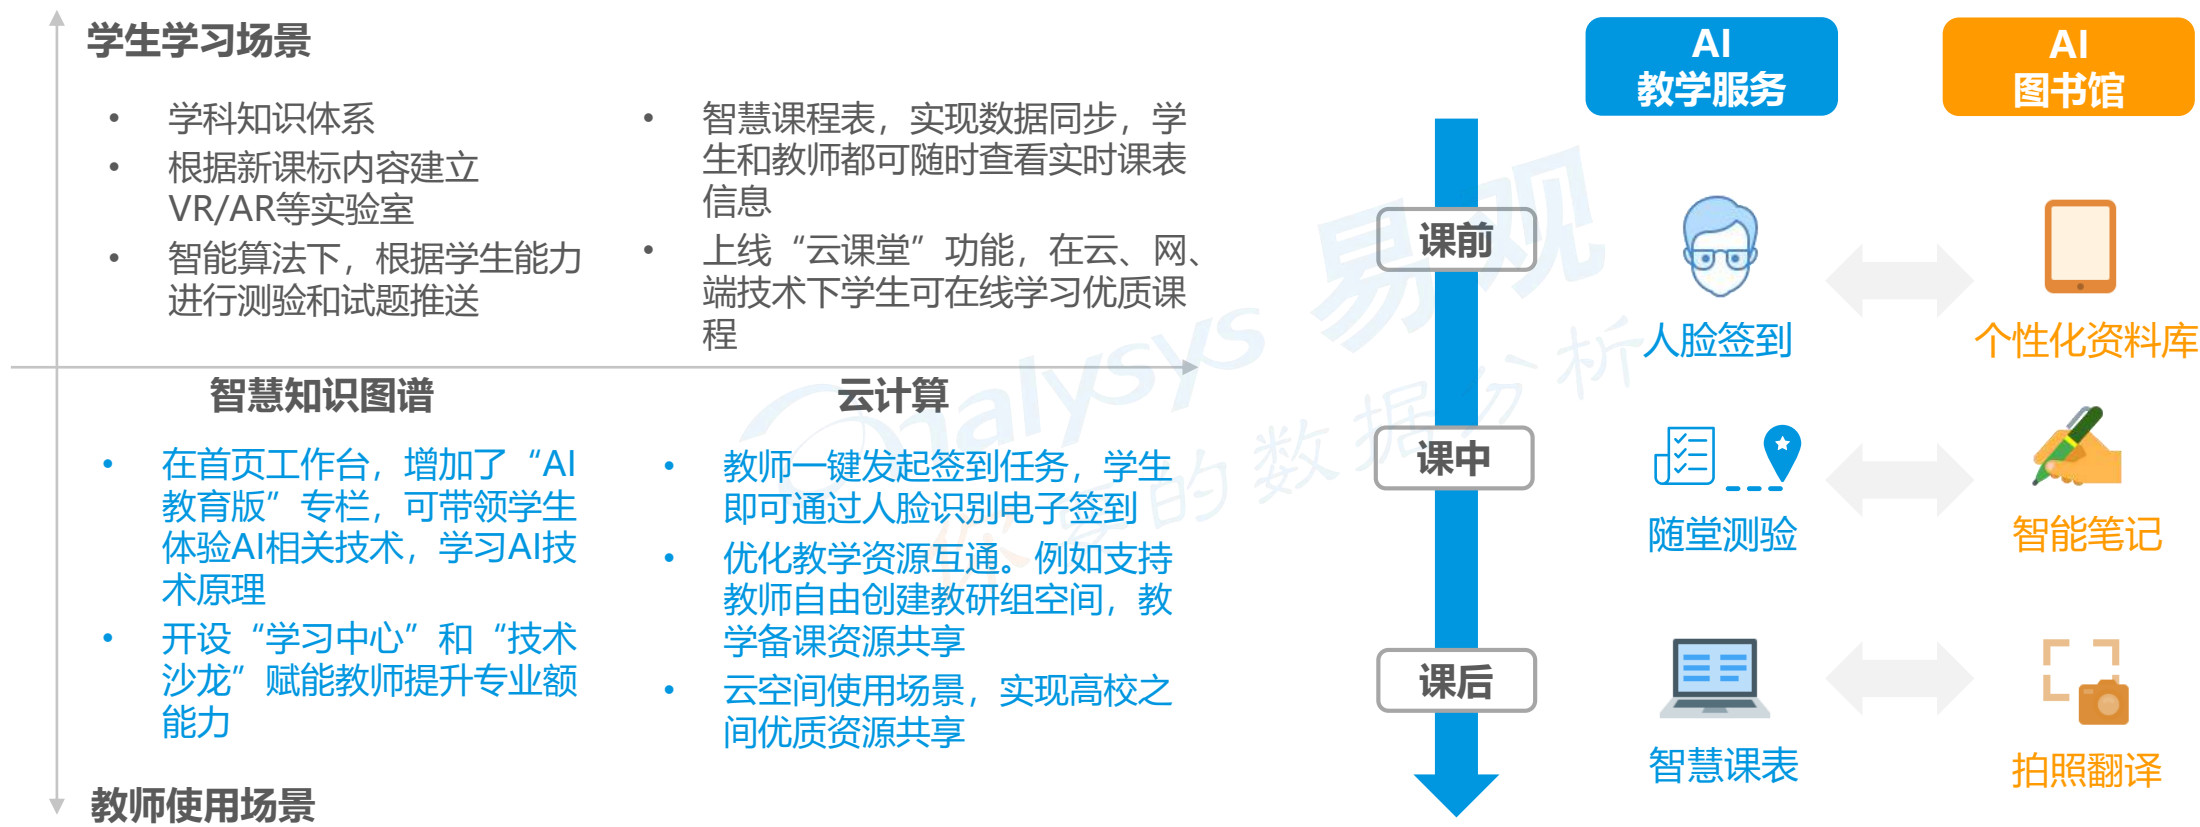 学生学习场景
• 学科知识体系
• 根据新课标内容建立
VR/AR等实验室
• 智能算法下，根据学生能力
进行测验和试题推送
• 智慧课程表，实现数据同步，学
生和教师都可随时查看实时课表
信息
• 上线“云课堂”功能，在云、网、
端技术下学生可在线学习优质课
程
智慧知识图谱
云计算
• 在首页工作台，增加了“AI
教育版”专栏，可带领学生
体验AI相关技术，学习AI技
术原理
• 开设“学习中心”和“技术
沙龙”赋能教师提升专业额
能力
• 教师一键发起签到任务，学生
即可通过人脸识别电子签到
• 优化教学资源互通。例如支持
教师自由创建教研组空间，教
学备课资源共享
• 云空间使用场景，实现高校之
间优质资源共享
教师使用场景
AI
教学服务
AI
图书馆
课前
人脸签到
个性化资料库
课中
随堂测验
智能笔记
课后
智慧课表
拍照翻译
analysys 易观
你要的数据分析